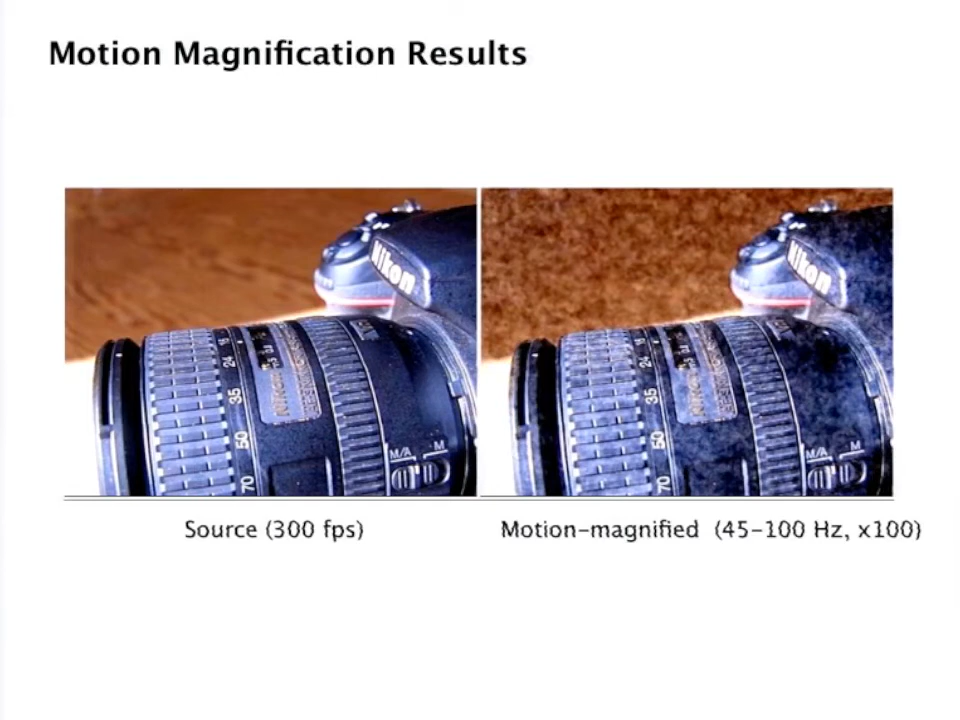 Motion Magnification Results
Nikon
24
35
50
70
M/A M
Nikon
24
35
50
70
M/A M
Source (300 fps)
Motion-magnified (45-100 Hz, x100)